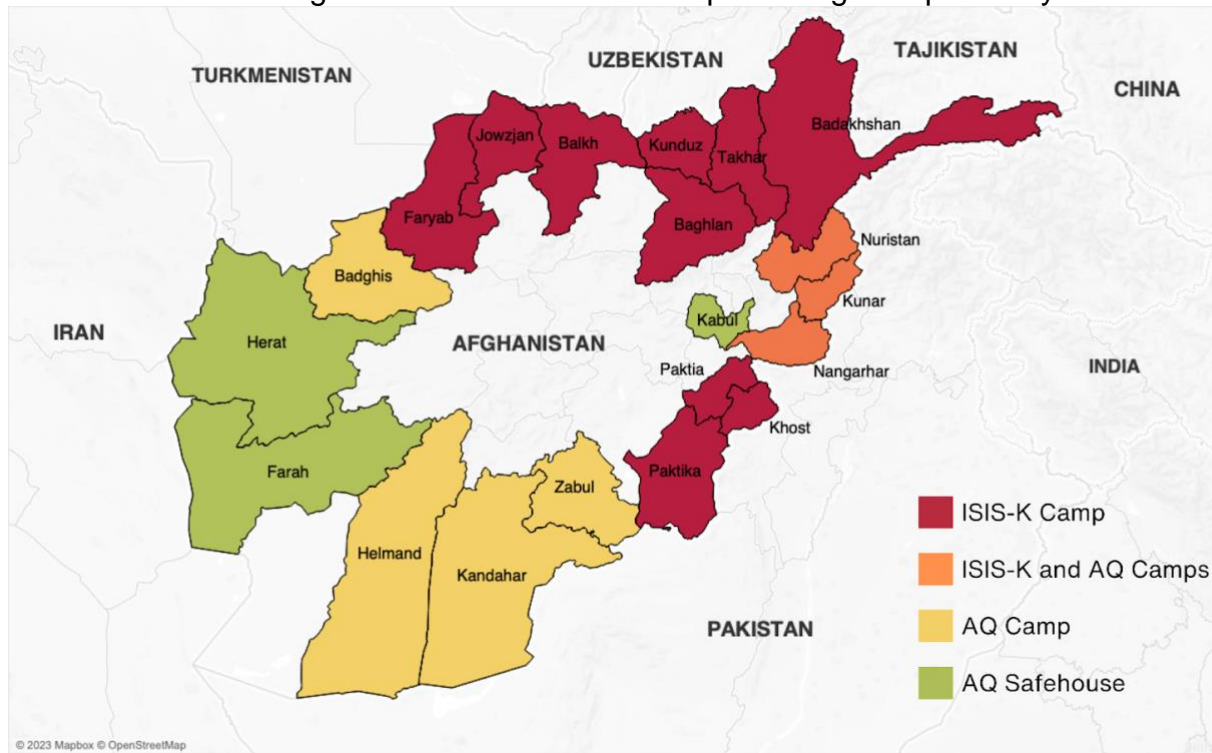 TAJIKISTAN
UZBEKISTAN
TURKMENISTAN
CHINA
Badakhshan
Jowzjan
Balkh
Kunduz
Takhar
Faryab
Baghlan
Nuristan
Badghis
Kunar
Kabul
IRAN
Herat
AFGHANISTAN
INDIA
Paktia
Nangarhar
Khost
Farah
Paktika
Zabul
ISIS-K Camp
Helmand
ISIS-K and AQ Camps
Kandahar
PAKISTAN
AQ Camp
AQ Safehouse
© 2023 Mapbox © OpenStreetMap